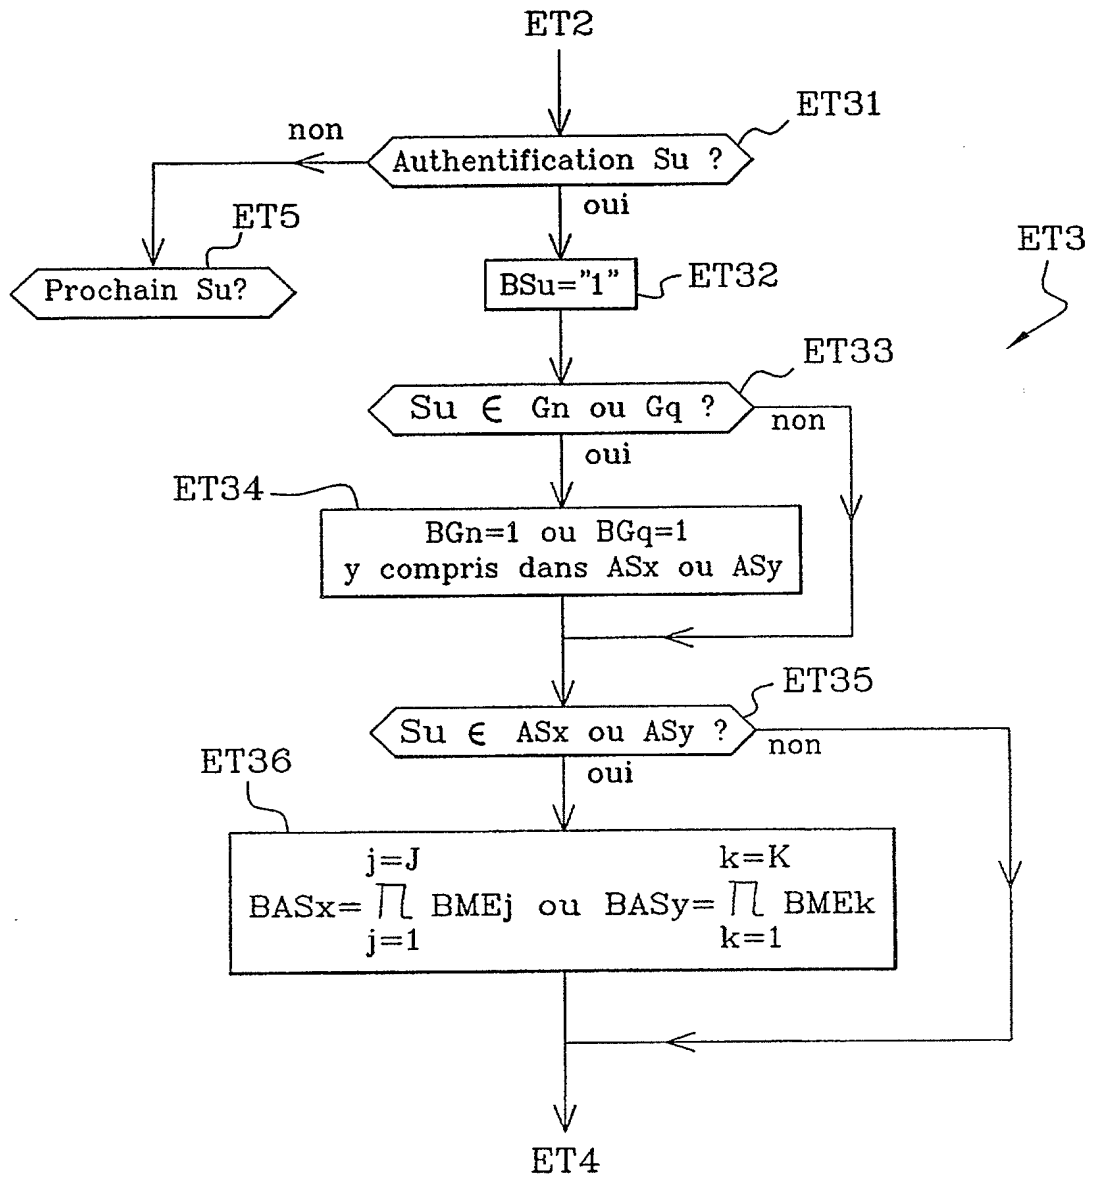 ET2
ET31
non
Authentification Su ?
oui
ET5
ET3
Prochain Su?
BSu="1"
ET32
ET33
Su ∈ Gn ou Gq ?
non
oui
ET34
BGn=1 ou BGq=1
y compris dans ASx ou ASy
ET35
Su ∈ ASx ou ASy ?
non
oui
ET36
j=J k=K
BASx= ∏ BMEj ou BASy= ∏ BMEk
j=1 k=1
ET4